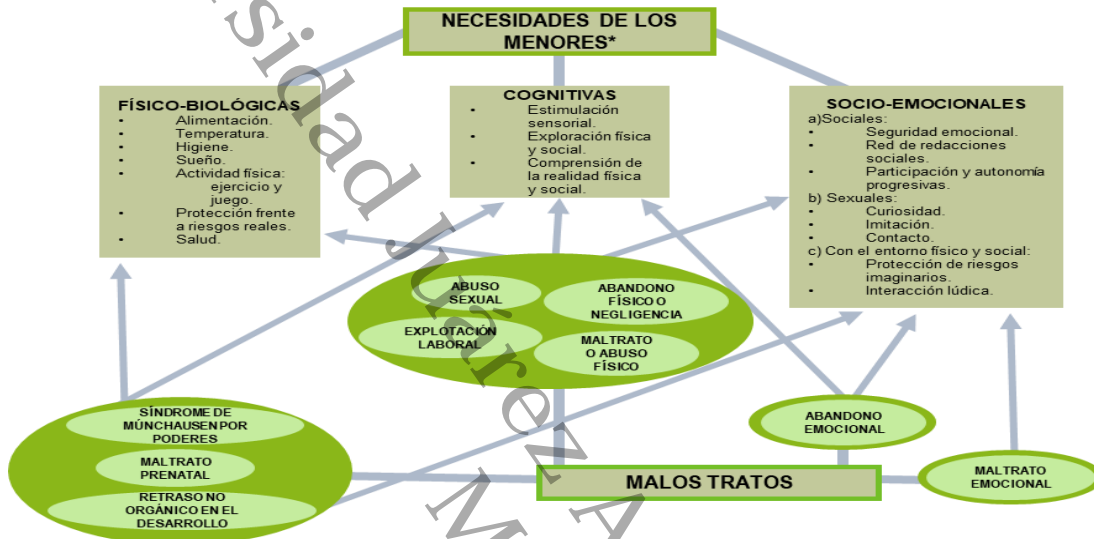 NECESIDADES DE LOS
MENORES*
FÍSICO-BIOLÓGICAS
• Alimentación.
• Temperatura.
• Higiene.
• Sueño.
• Actividad física:
ejercicio y
juego.
• Protección frente
a riesgos reales.
• Salud.
COGNITIVAS
• Estimulación
sensorial.
• Exploración física
y social.
• Comprensión de
la realidad física
y social.
SOCIO-EMOCIONALES
a)Sociales:
• Seguridad emocional.
• Red de redacciones
sociales.
• Participación y autonomía
progresivas.
b) Sexuales:
• Curiosidad.
• Imitación.
• Contacto.
c) Con el entorno físico y social:
• Protección de riesgos
imaginarios.
• Interacción lúdica.
ABUSO
SEXUAL
ABANDONO
FÍSICO O
NEGLIGENCIA
EXPLOTACIÓN
LABORAL
MALTRATO
O ABUSO
FÍSICO
SÍNDROME DE
MÚNCHAUSEN POR
PODERES
MALTRATO
PRENATAL
RETRASO NO
ORGÁNICO EN EL
DESARROLLO
ABANDONO
EMOCIONAL
MALTRATO
EMOCIONAL
MALOS TRATOS
sidad Juárez A
M